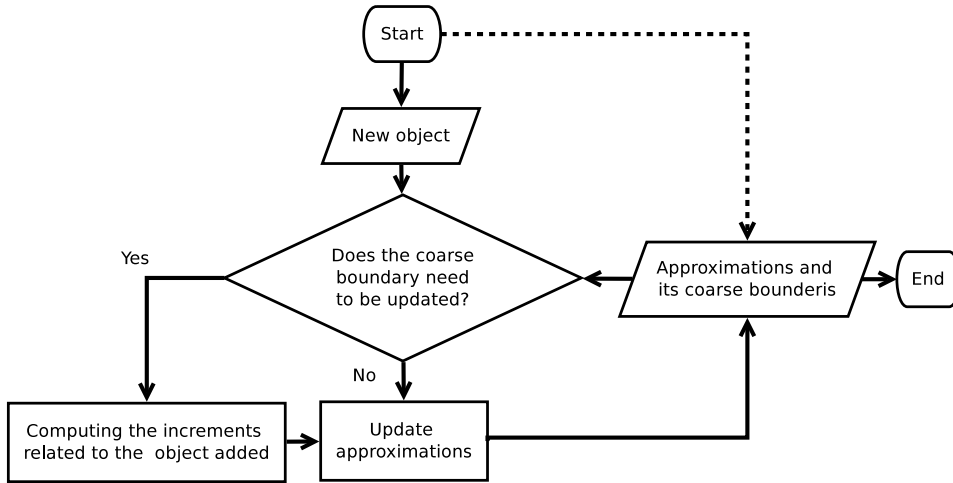 Start
New object
Does the coarse
boundary need
to be updated?
Yes
Approximations and
its coarse bounderis
End
No
Computing the increments
related to the  object added
Update
approximations